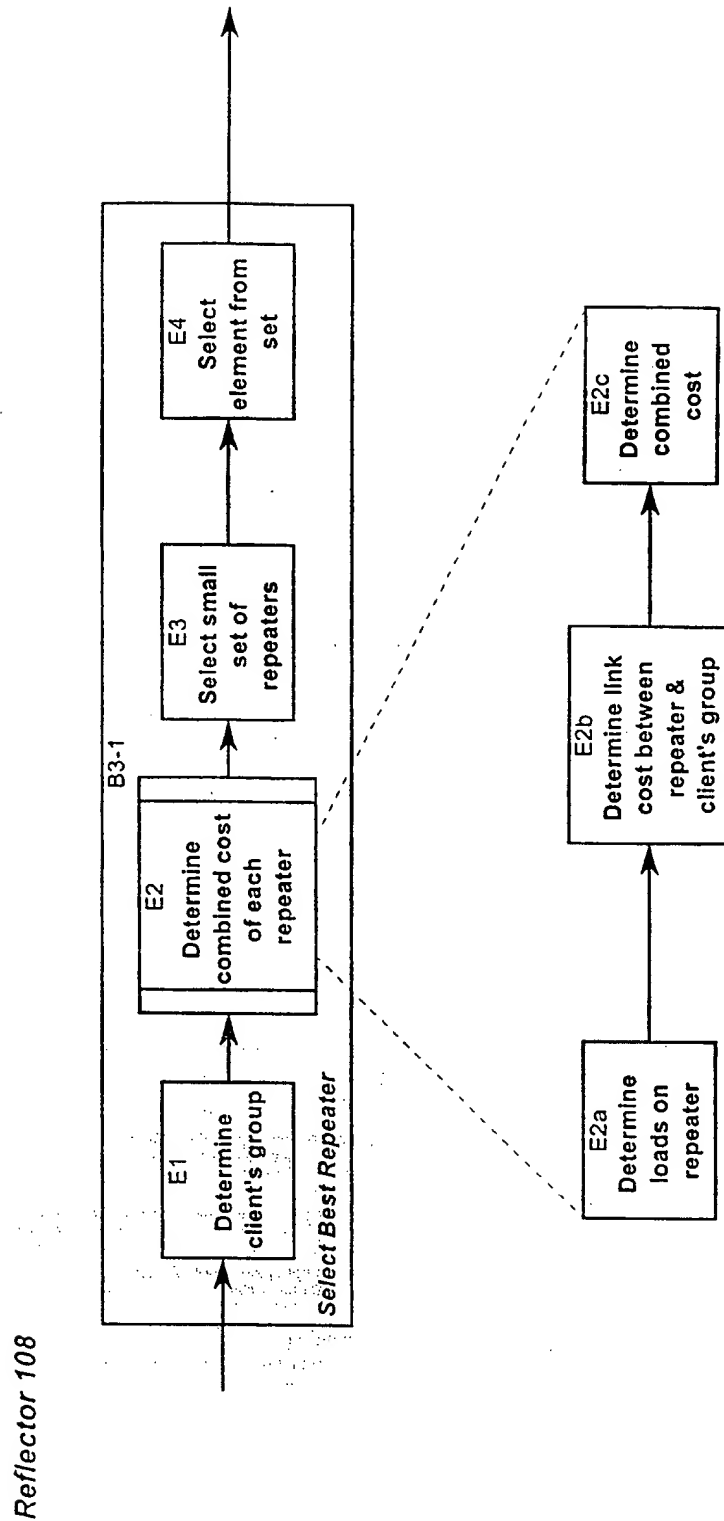 Reflector 108
B3-1
E1
Determine
client's group
E2
Determine
combined cost
of each
repeater
E3
Select small
set of
repeaters
E4
Select
element from
set
Select Best Repeater
E2a
Determine
loads on
repeater
E2b
Determine link
cost between
repeater &
client's group
E2c
Determine
combined
cost